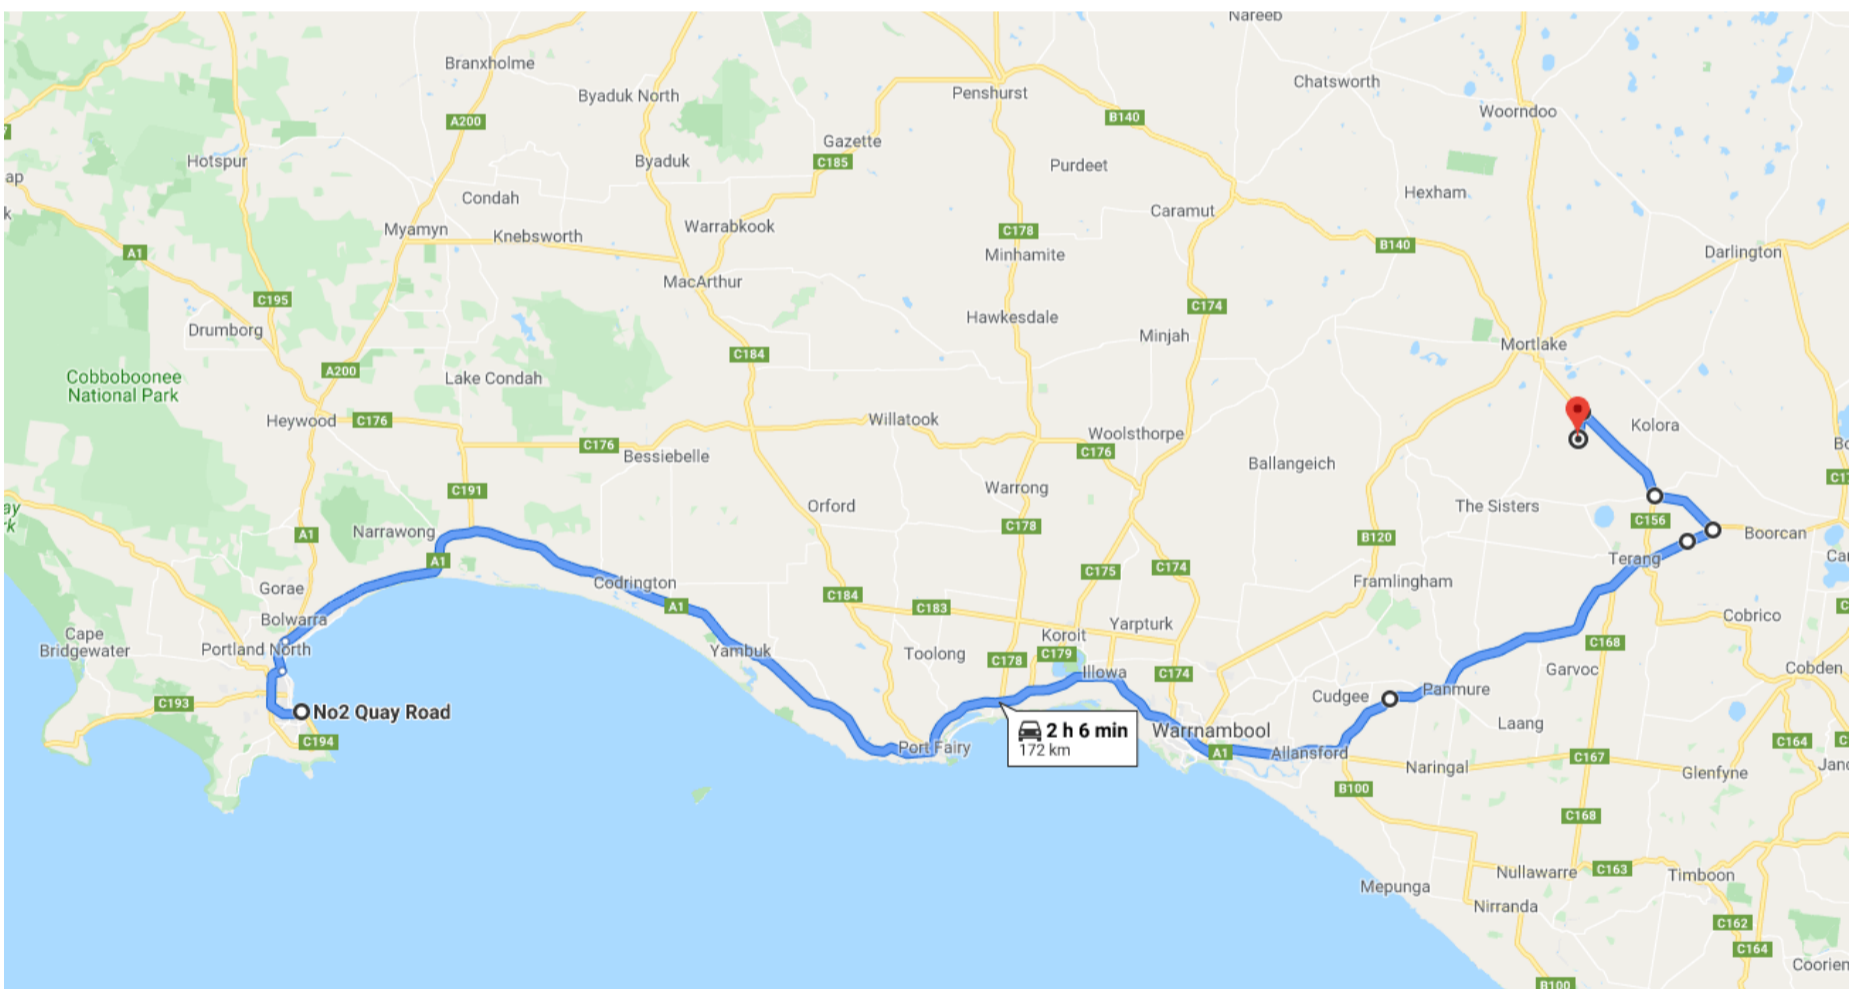 Nareeb
Branxholme
Chatsworth
Byaduk North
Penshurst
Woorndoo
A200
B140
Gazette
Hotspur
Byaduk
C185
Purdeet
ap
Condah
Hexham
Caramut
k
Myamyn
Knebsworth
Warrabkook
C178
B140
A1
Minhamite
Darlington
MacArthur
C195
C174
Hawkesdale
Drumborg
Minjah
Mortlake
C184
A200
Lake Condah
Cobboboonee
National Park
Heywood
C176
Willatook
Kolora
Woolsthorpe
C176
C176
Bessiebelle
Ballangeich
C191
Warrong
Orford
The Sisters
C156
C178
Narrawong
A1
B120
Boorcan
A1
Terang
C175
C174
Codrington
Framlingham
Gorae
C184
C183
A1
Bolwarra
Cobrico
Cape
Bridgewater
Koroit
Yarpturk
C168
Portland North
Yambuk
Toolong
C178
C179
Illowa
C174
Garvoc
Cobden
Cudgee
Panmure
C193
No2 Quay Road
Laang
2 h 6 min
172 km
Warrnambool
C194
Port Fairy
A1
Allansford
C164
Naringal
C167
Glenfyne
B100
C168
Nullawarre
C163
Timboon
Mepunga
Nirranda
C162
C164
Coorien
B100